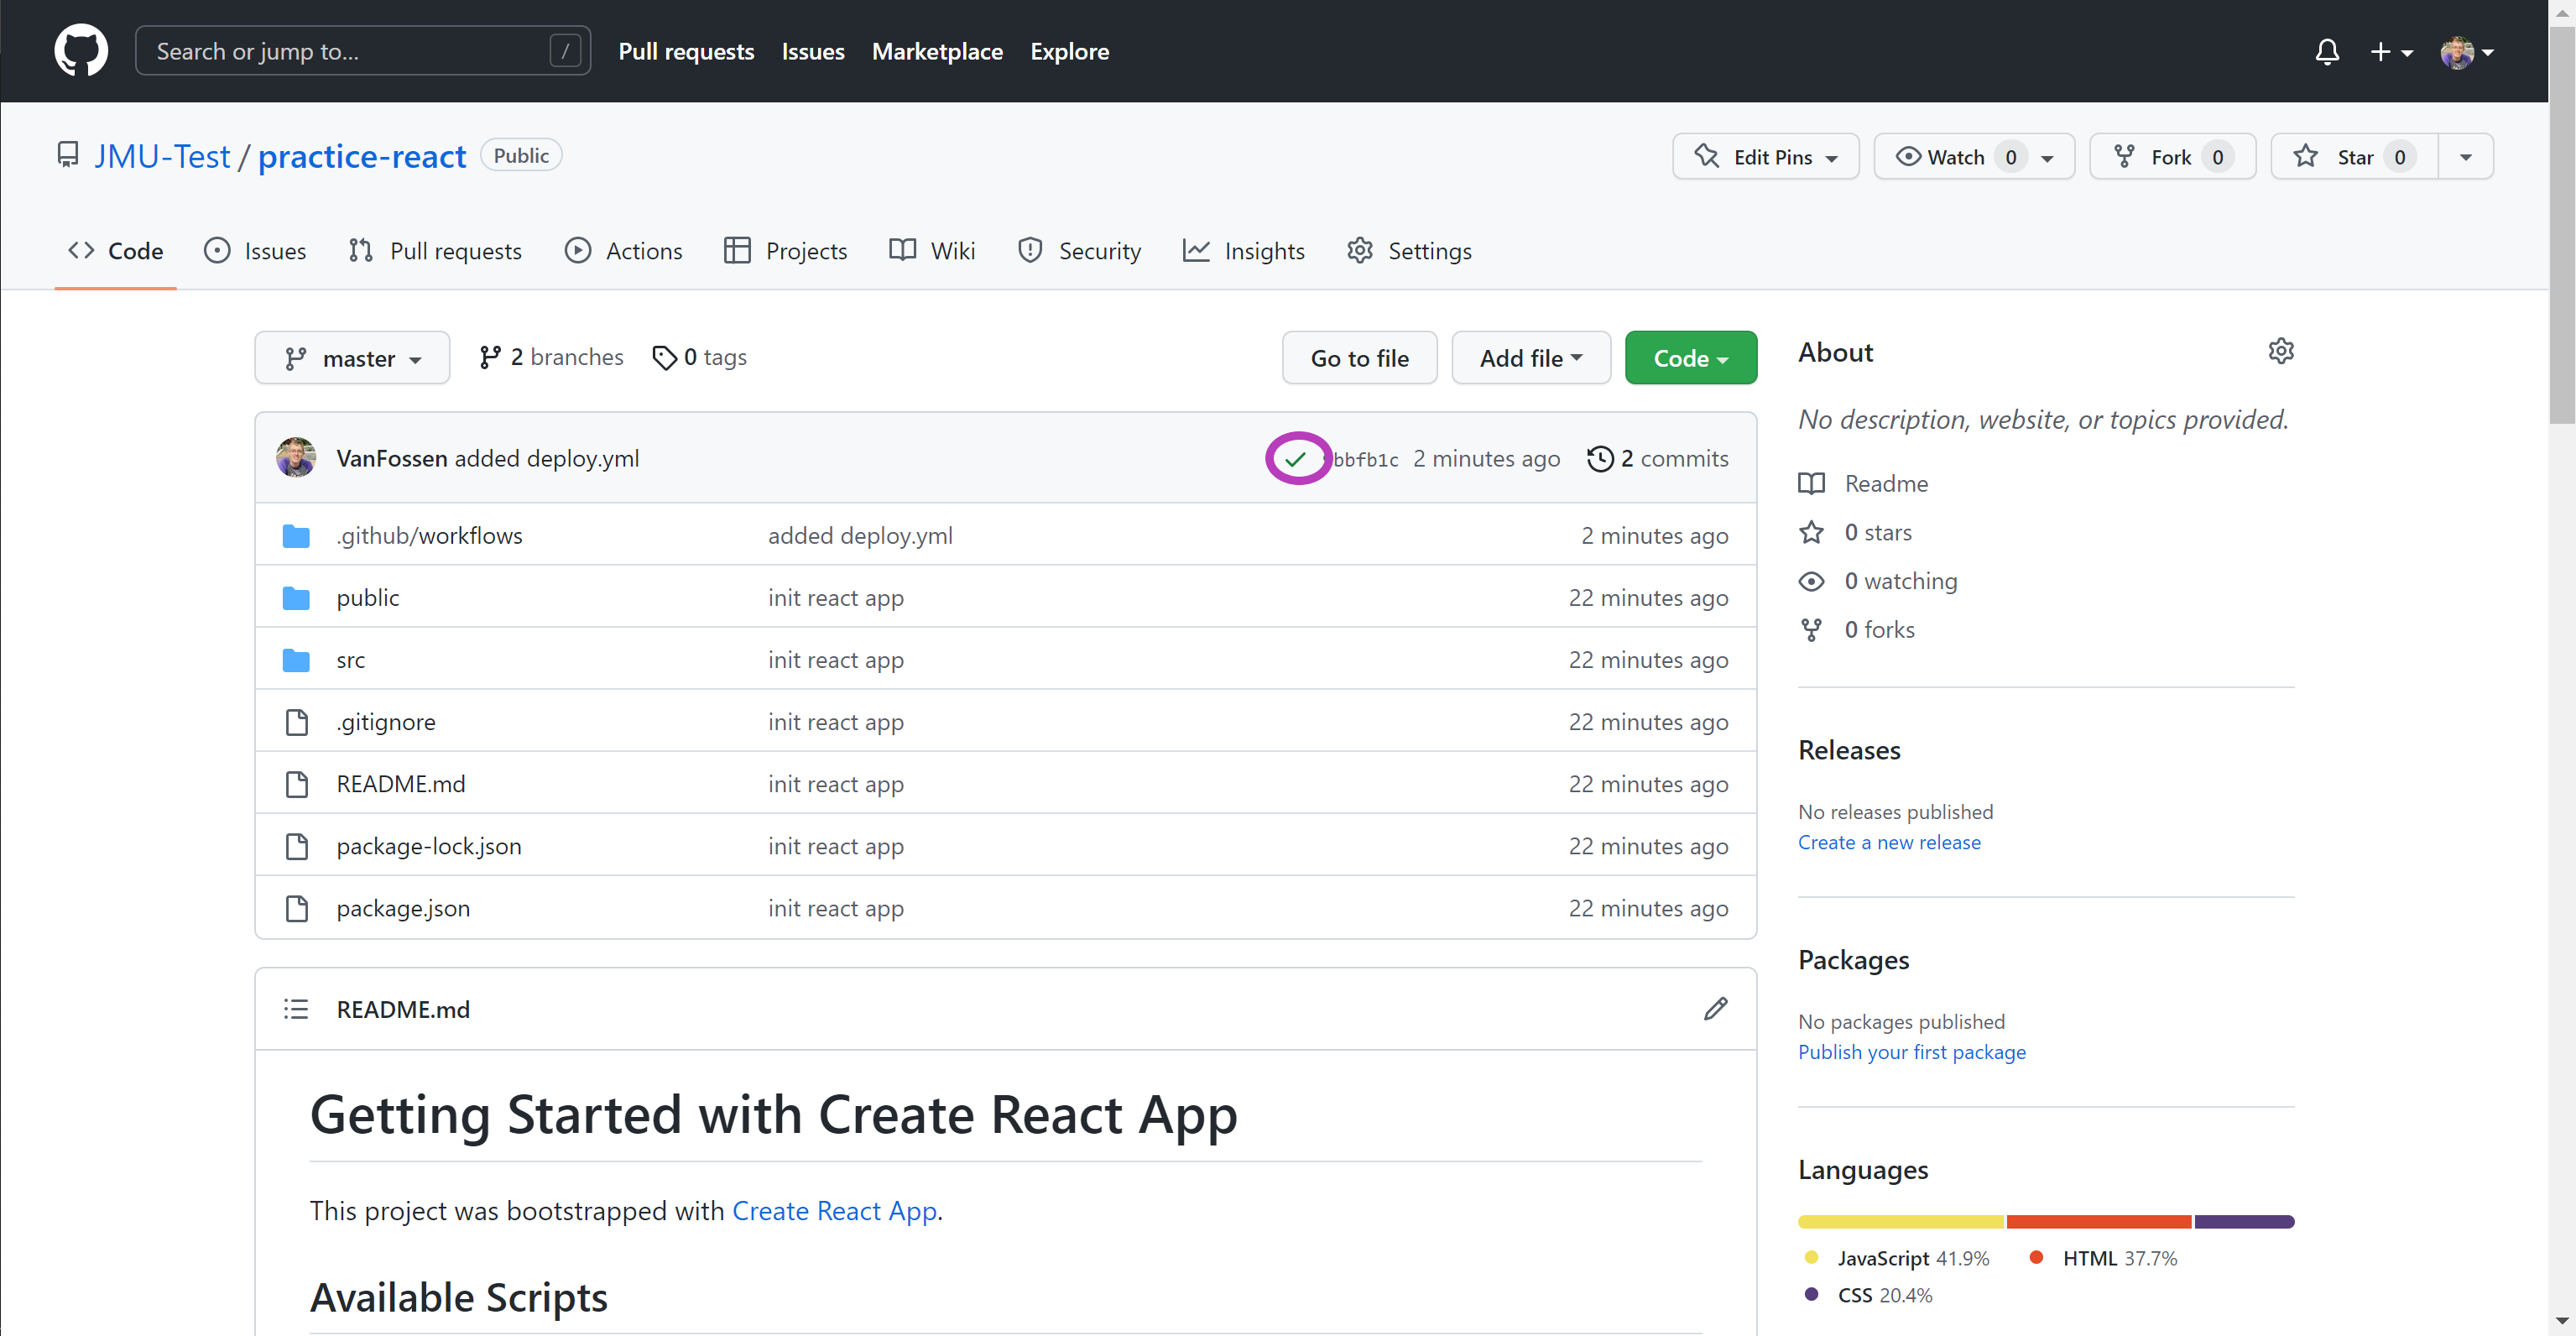 Search or jump to... /
Pull requests Issues Marketplace Explore
JMU-Test / practice-react Public
Edit Pins Watch 0 Fork 0 Star 0
Code Issues Pull requests Actions Projects Wiki Security Insights Settings
master 2 branches 0 tags Go to file Add file Code
VanFossen added deploy.yml bbfb1c 2 minutes ago 2 commits
.github/workflows added deploy.yml 2 minutes ago
public init react app 22 minutes ago
src init react app 22 minutes ago
.gitignore init react app 22 minutes ago
README.md init react app 22 minutes ago
package-lock.json init react app 22 minutes ago
package.json init react app 22 minutes ago
README.md
Getting Started with Create React App
This project was bootstrapped with Create React App.
Available Scripts
About
No description, website, or topics provided.
Readme
0 stars
0 watching
0 forks
Releases
No releases published
Create a new release
Packages
No packages published
Publish your first package
Languages
JavaScript 41.9% HTML 37.7%
CSS 20.4%